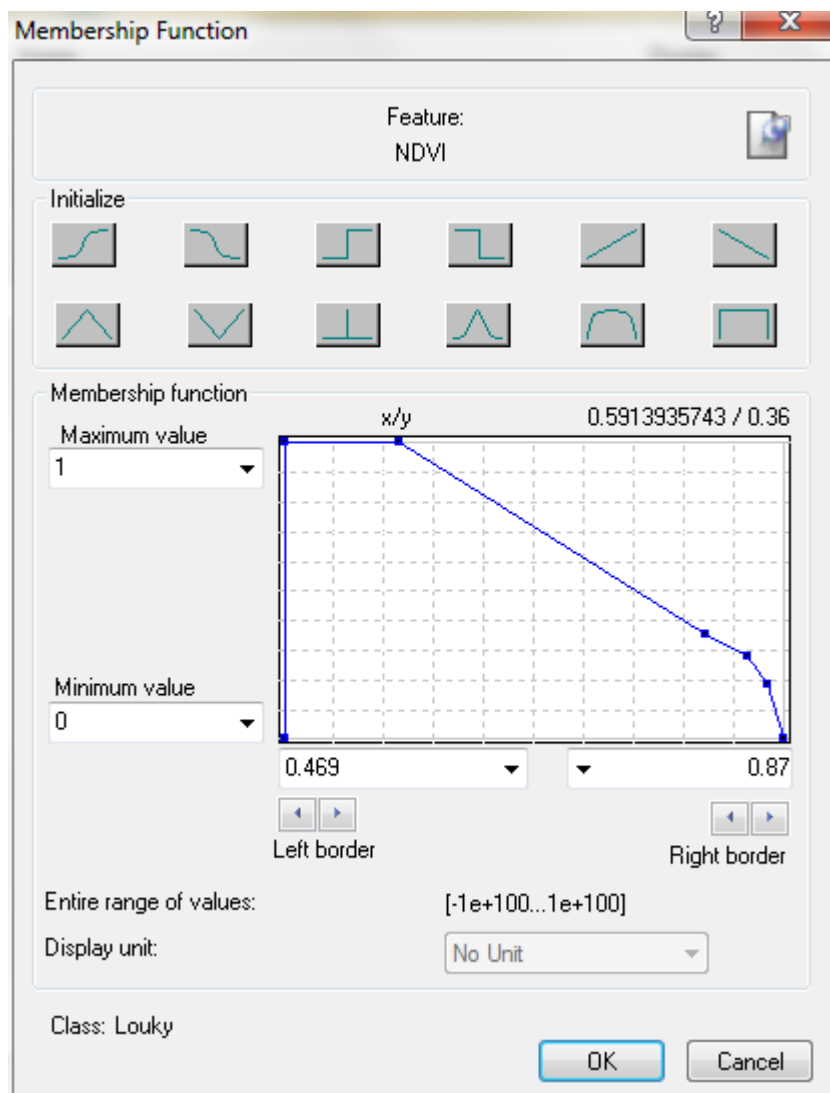 Membership Function
?
Feature:
NDVI
Initialize
Membership function
Maximum value
x/y
0.5913935743 / 0.36
1
Minimum value
0
0.469
0.87
Left border
Right border
Entire range of values:
[-1e+100...1e+100]
Display unit:
No Unit
Class: Louky
OK
Cancel